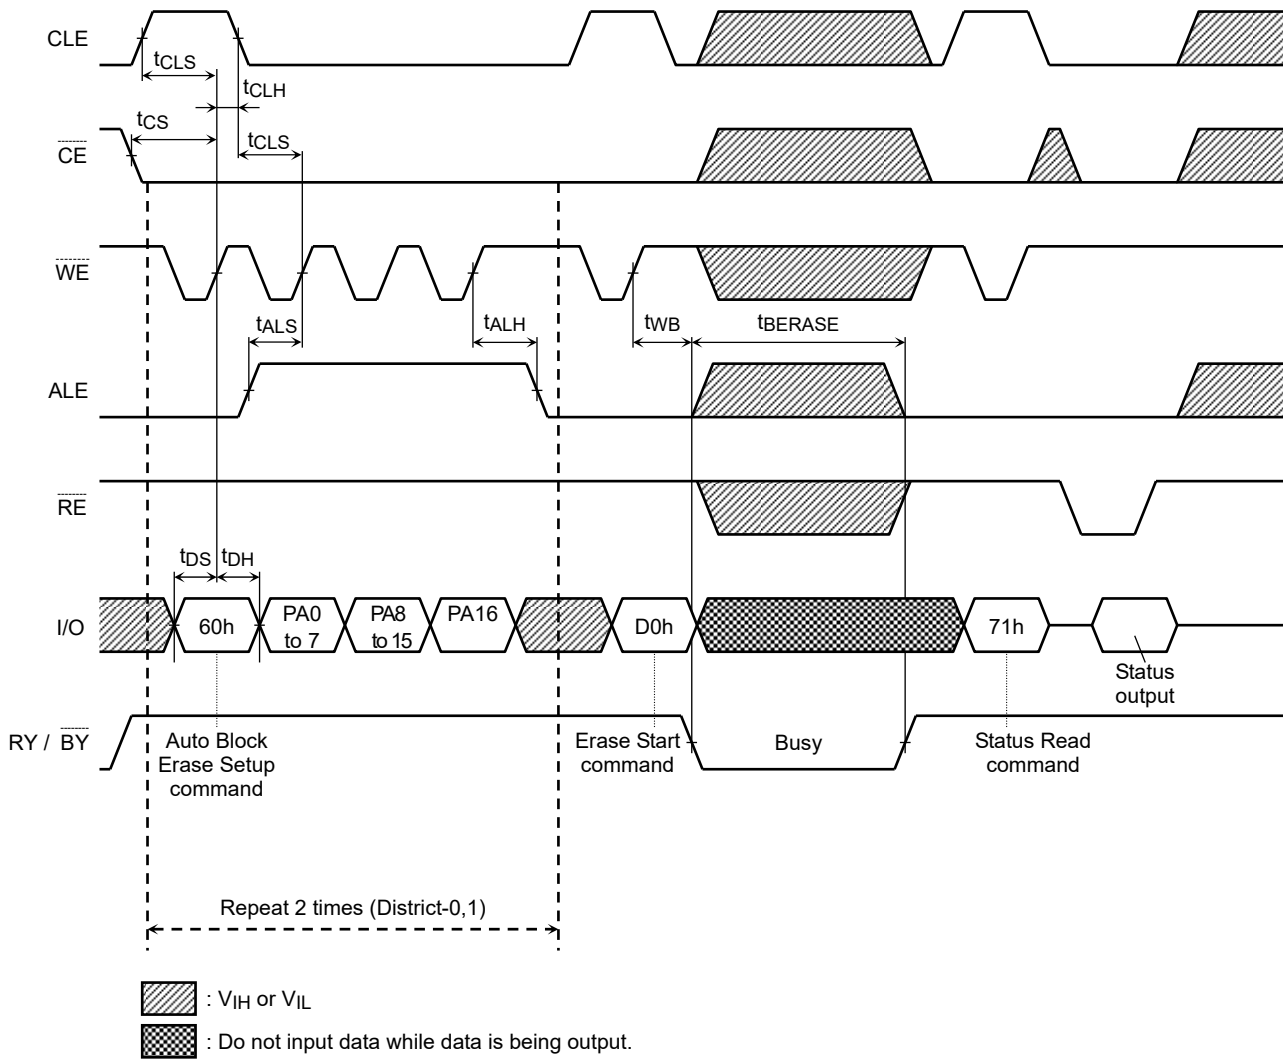 CLE
tCLS
tCLH
tCS
tCLS
CE
WE
tALS
tALH
tWB
tBERASE
ALE
RE
tDS
tDH
I/O
60h
PA0
to 7
PA8
to 15
PA16
D0h
71h
Status
output
RY / BY
Auto Block
Erase Setup
command
Erase Start
command
Busy
Status Read
command
Repeat 2 times (District-0,1)
: VIH or VIL
: Do not input data while data is being output.